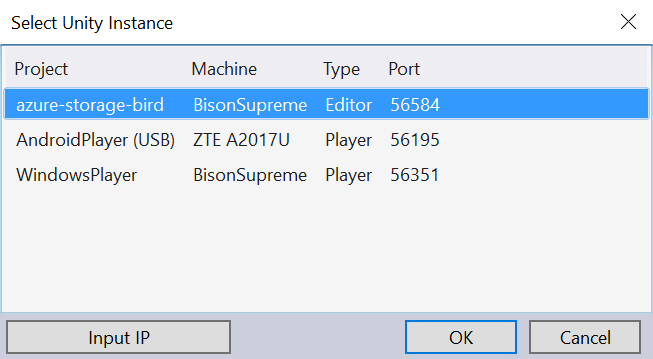 Select Unity Instance
Project Machine Type Port
azure-storage-bird BisonSupreme Editor 56584
AndroidPlayer (USB) ZTE A2017U Player 56195
WindowsPlayer BisonSupreme Player 56351
Input IP OK Cancel